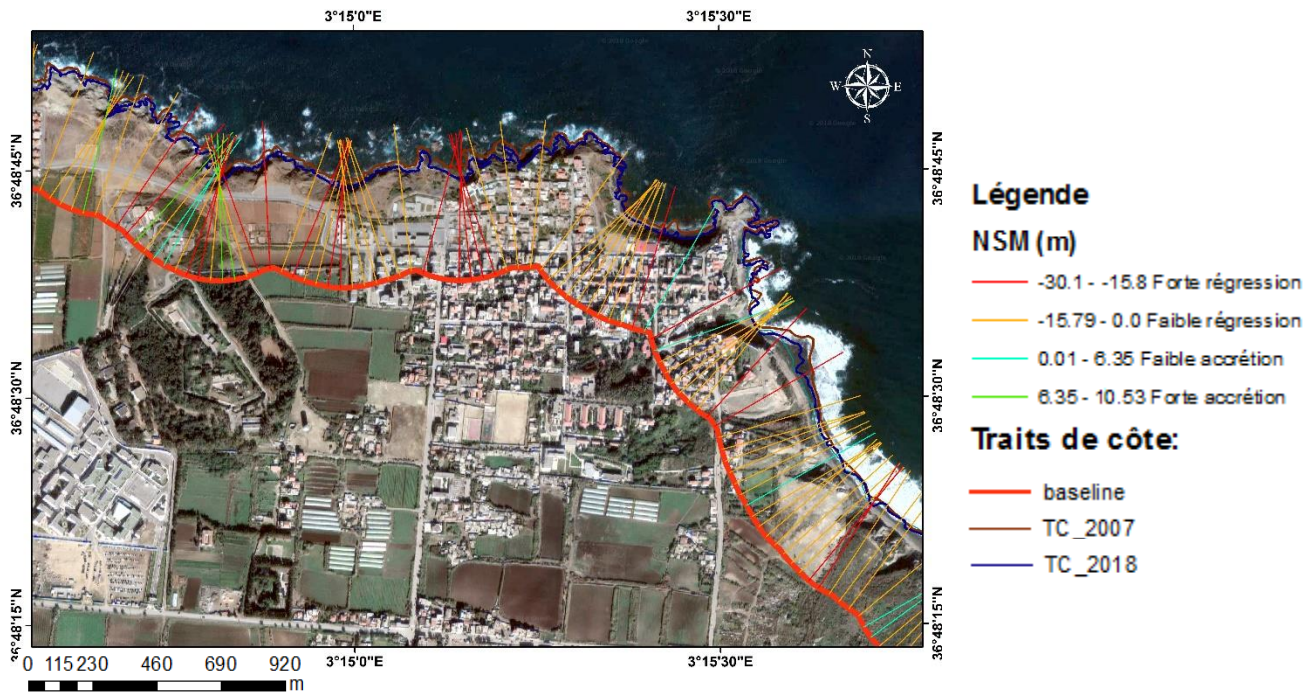 3°15'0"E
3°15'30"E
N
W E
S
36°48'45"N
36°48'45"N
36°48'30"N
36°48'30"N
36°48'15"N
36°48'15"N
3°15'0"E
3°15'30"E
0 115 230 460 690 920
m
Légende
NSM (m)
-30.1 - -15.8 Forte régression
-15.79 - 0.0 Faible régression
0.01 - 6.35 Faible accrétion
6.35 - 10.53 Forte accrétion
Traits de côte:
baseline
TC_2007
TC_2018